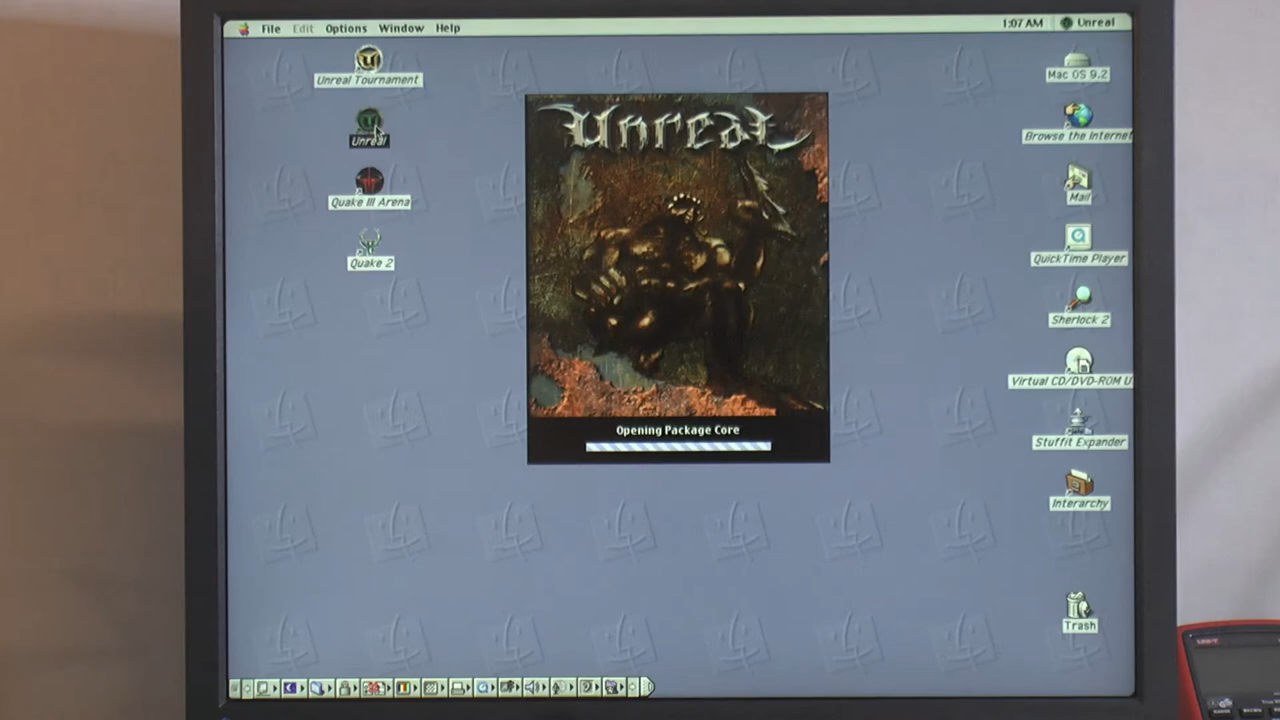 File Edit Options Window Help 1:07 AM Unreal
Unreal Tournament
Unreal
Quake III Arena
Quake 2
Unreal
Opening Package Core
Mac OS 9.2
Browse the Internet
Mail
QuickTime Player
Sherlock 2
Virtual CD/DVD-ROM U
Stuffit Expander
Interarchy
Trash
UNI-T